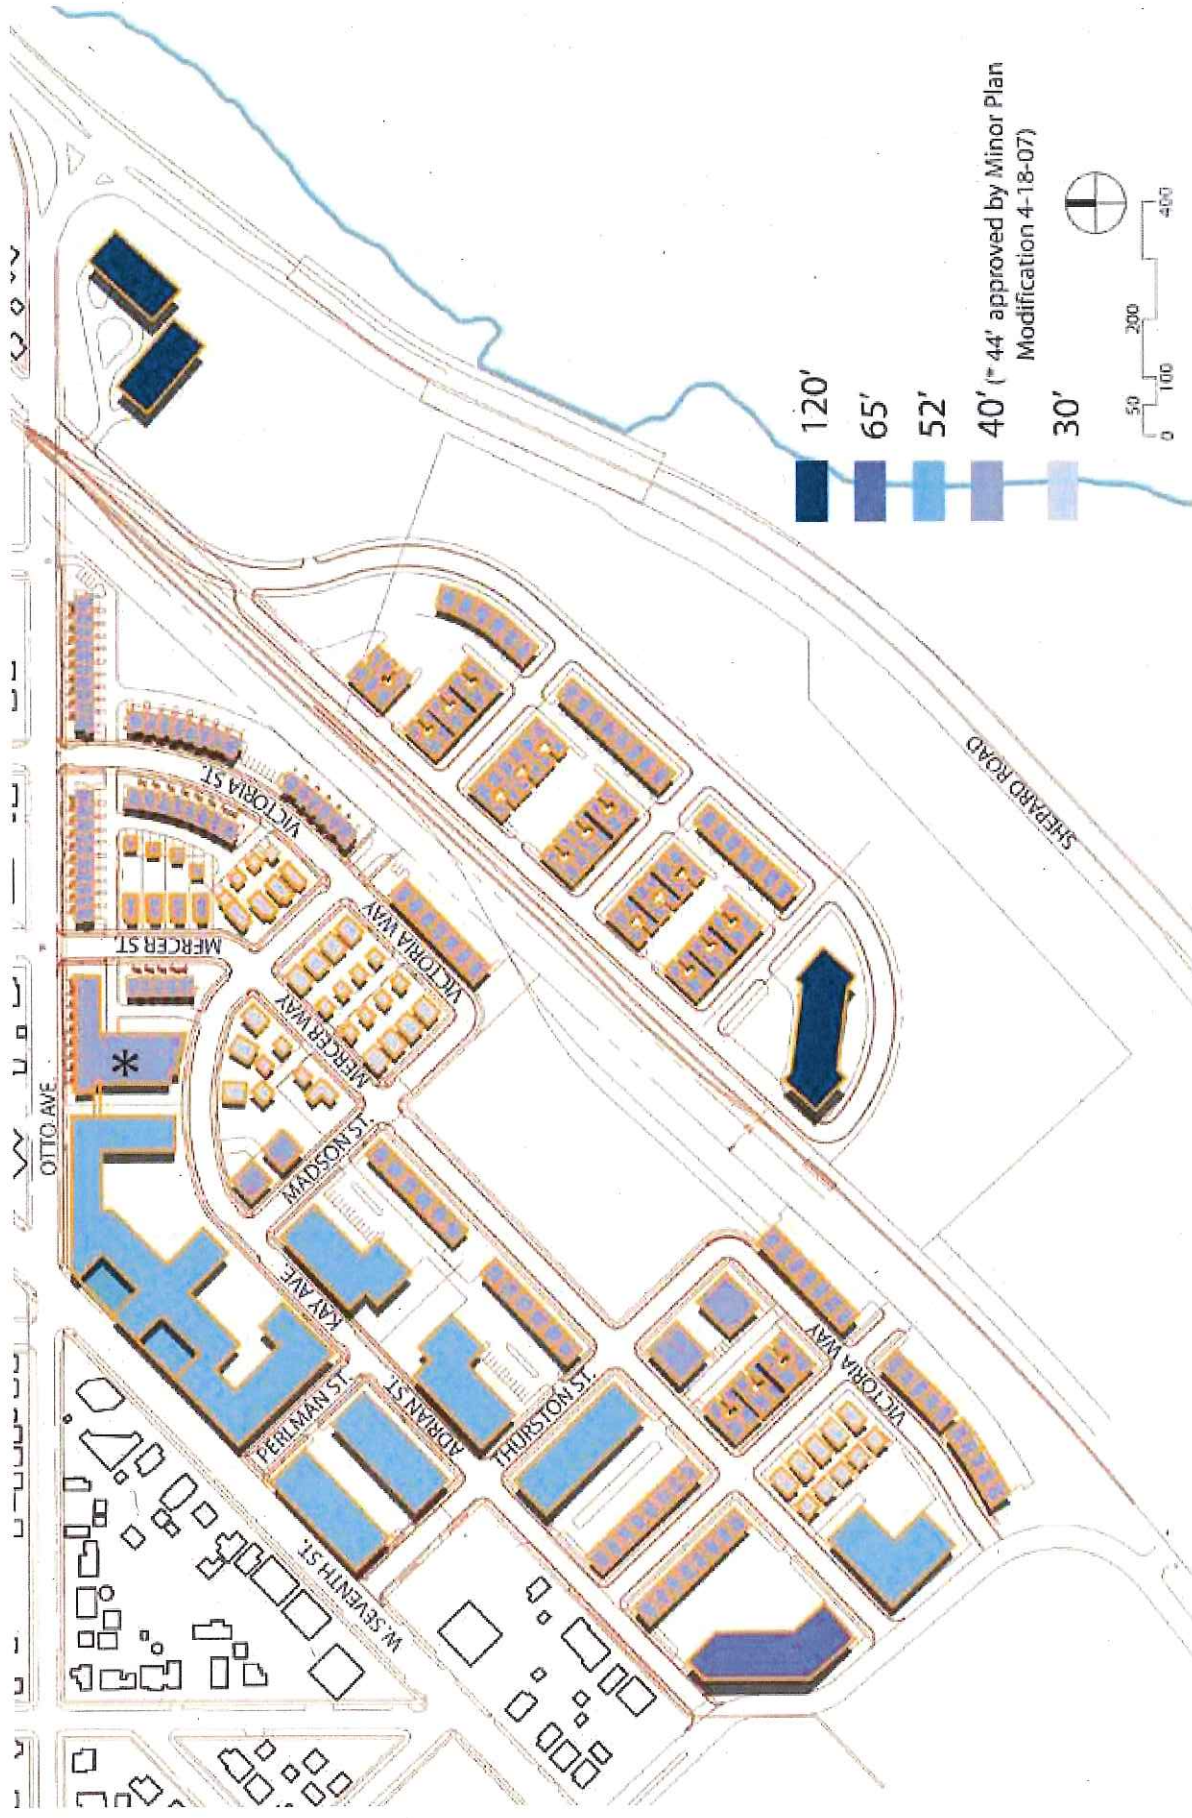 OTTO AVE.
MERCER ST.
VICTORIA ST.
VICTORIA WAY
MERCER WAY
MADSON ST.
KAY AVE.
PERLMAN ST.
ADRIAN ST.
THURSTON ST.
W. SEVENTH ST.
VICTORIA WAY
SHEPARD ROAD
*
120'
65'
52'
40' (* 44' approved by Minor Plan
Modification 4-18-07)
30'
0 50 100 200 400